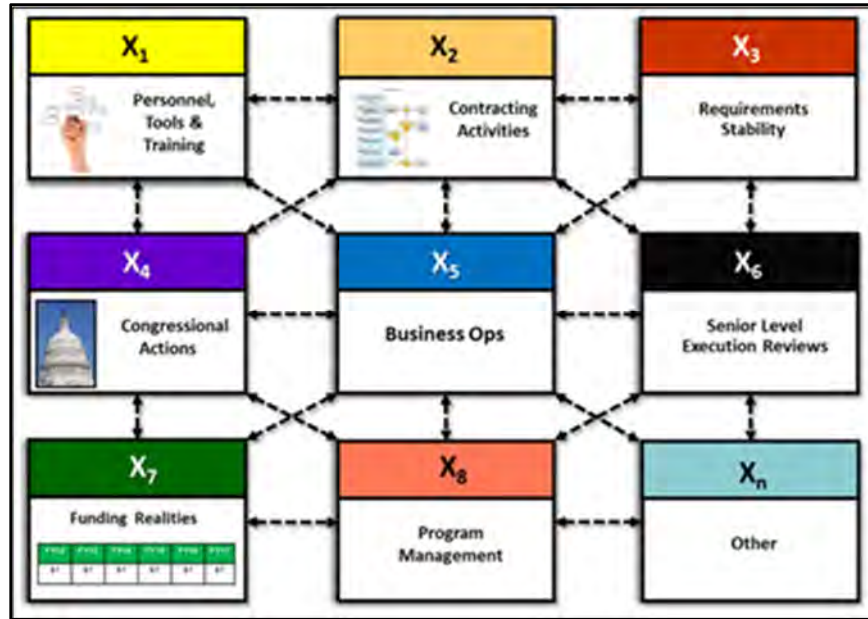 X1
Personnel,
Tools &
Training
X2
Contracting
Activities
X3
Requirements
Stability
X4
Congressional
Actions
X5
Business Ops
X6
Senior Level
Execution Reviews
X7
Funding Realities
X8
Program
Management
Xn
Other